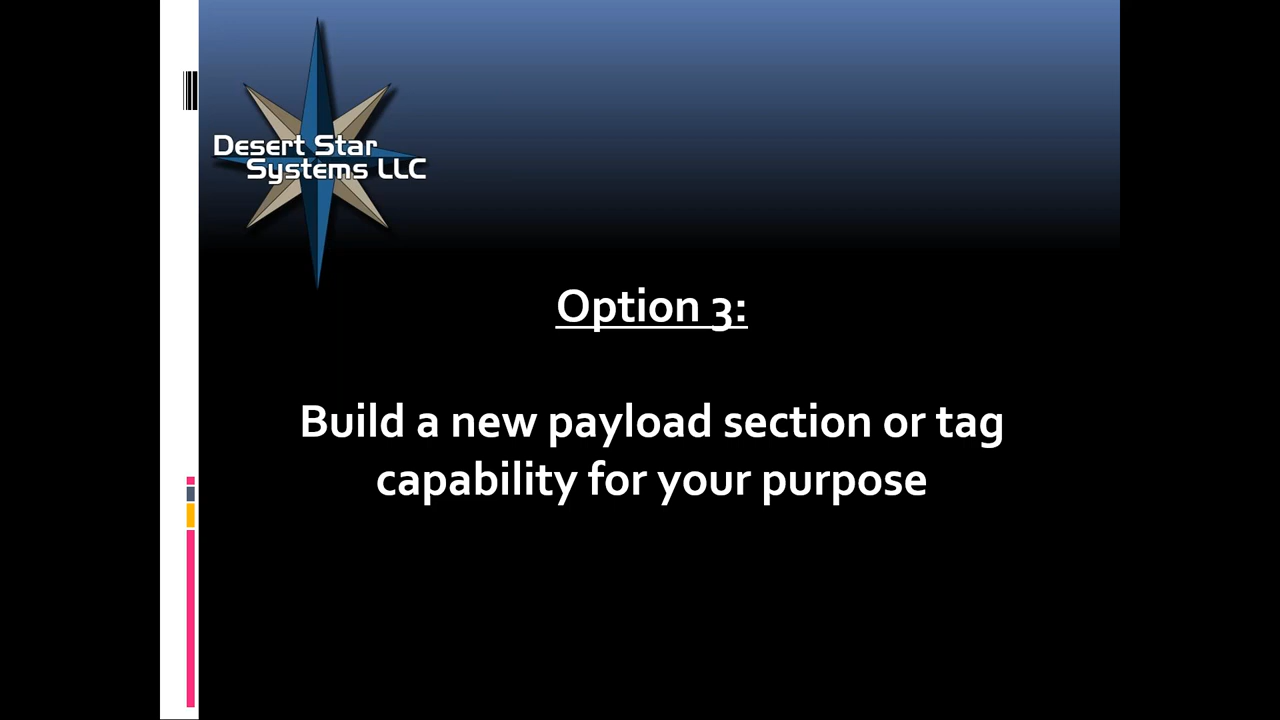 Desert Star
Systems LLC
Option 3:
Build a new payload section or tag
capability for your purpose